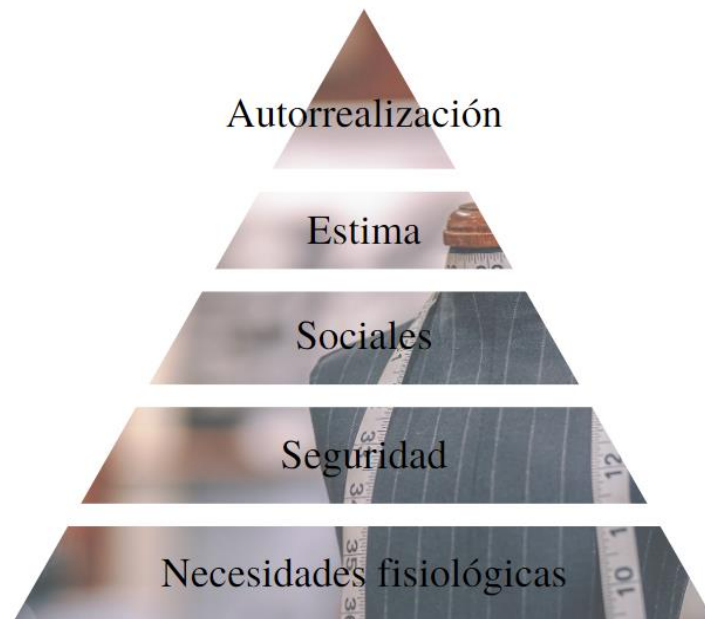 Autorrealización
Estima
Sociales
Seguridad
Necesidades fisiológicas